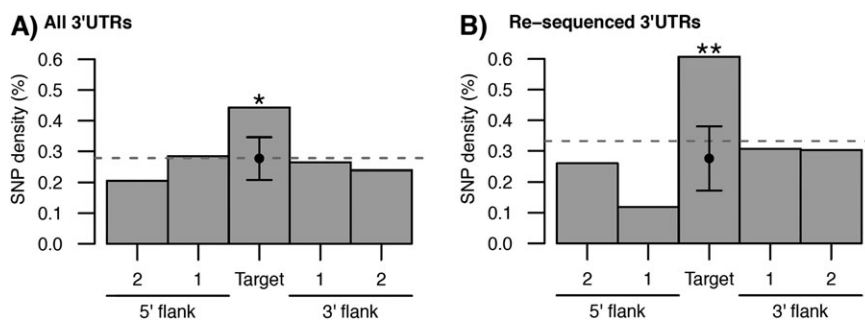 A) All 3'UTRs
SNP density (%)
0.6
0.5
0.4
0.3
0.2
0.1
0.0
*
2 1 Target 1 2
5' flank 3' flank
B) Re-sequenced 3'UTRs
SNP density (%)
0.6
0.5
0.4
0.3
0.2
0.1
0.0
**
2 1 Target 1 2
5' flank 3' flank